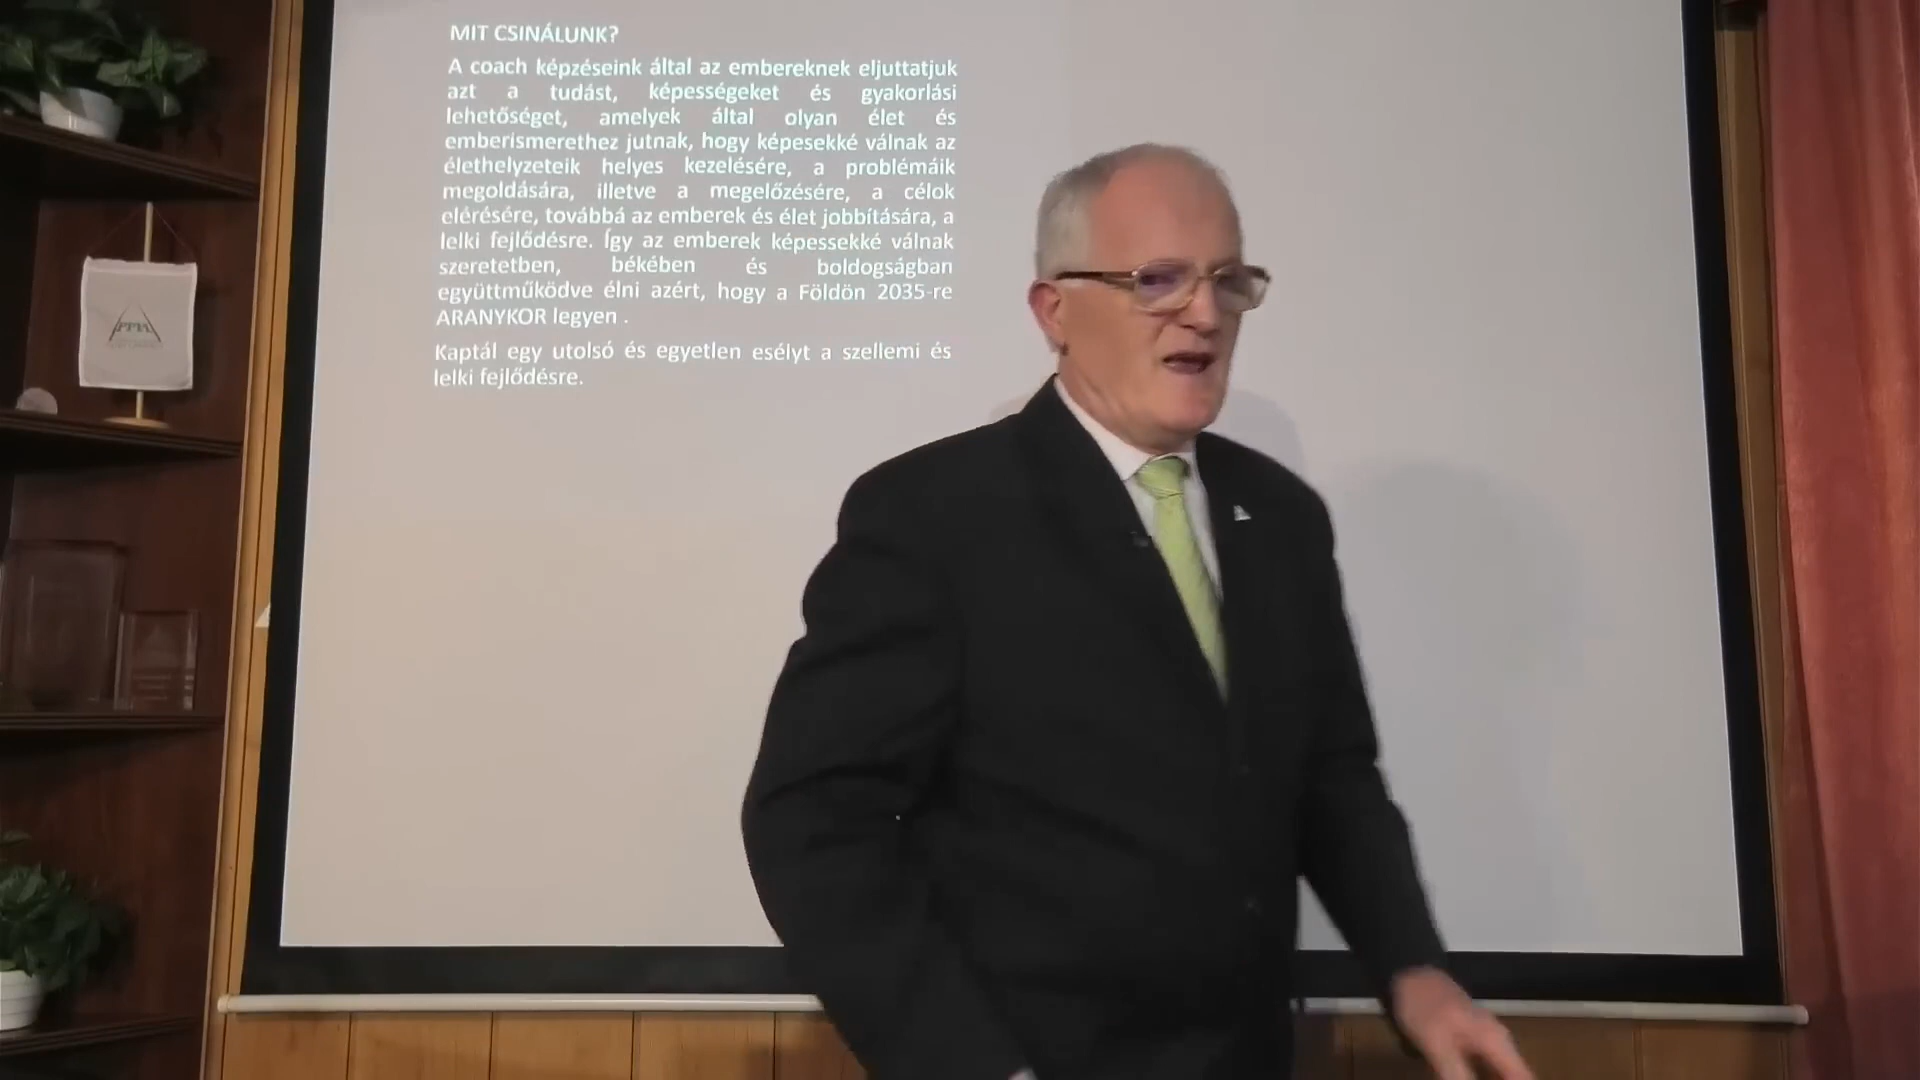 MIT CSINÁLUNK?
A coach képzéseink által az embereknek eljuttatjuk
azt a tudást, képességeket és gyakorlási
lehetőséget, amelyek által olyan élet és
emberismerethez jutnak, hogy képesekké válnak az
élethelyzeteik helyes kezelésére, a problémáik
megoldására, illetve a megelőzésére, a célok
elérésére, továbbá az emberek és élet jobbítására, a
lelki fejlődésre. Így az emberek képessekké válnak
szeretetben, békében és boldogságban
együttműködve élni azért, hogy a Földön 2035-re
ARANYKOR legyen .
Kaptál egy utolsó és egyetlen esélyt a szellemi és
lelki fejlődésre.